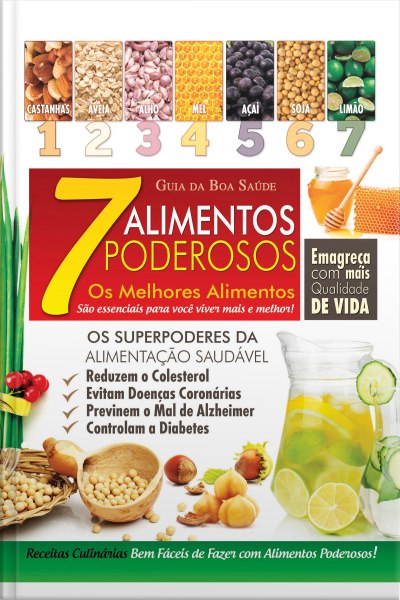 CASTANHAS AVEIA ALHO MEL AÇAÍ SOJA LIMÃO
1 2 3 4 5 6 7
GUIA DA BOA SAÚDE
7 ALIMENTOS
PODEROSOS
Os Melhores Alimentos
São essenciais para você viver mais e melhor!
Emagreça
com mais
Qualidade
DE VIDA
OS SUPERPODERES DA
ALIMENTAÇÃO SAUDÁVEL
Reduzem o Colesterol
Evitam Doenças Coronárias
Previnem o Mal de Alzheimer
Controlam a Diabetes
Receitas Culinárias Bem Fáceis de Fazer com Alimentos Poderosos!